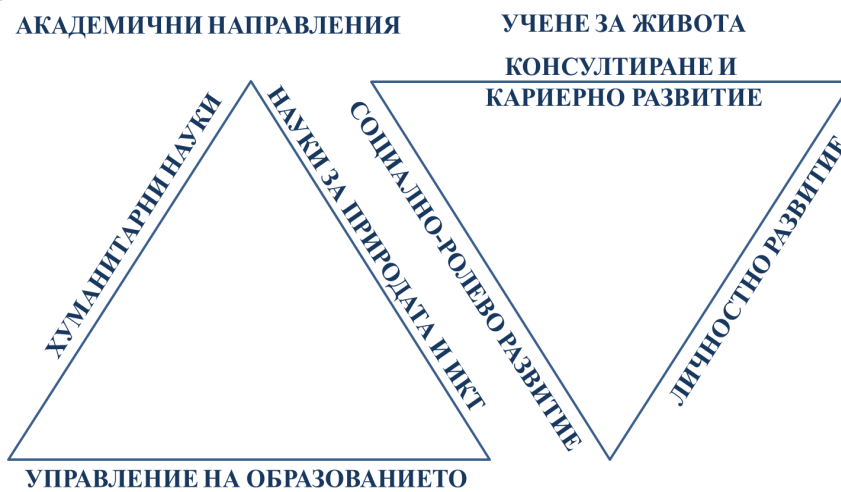 АКАДЕМИЧНИ НАПРАВЛЕНИЯ
ХУМАНИТАРНИ НАУКИ
НАУКИ ЗА ПРИРОДАТА И ИКТ
УПРАВЛЕНИЕ НА ОБРАЗОВАНИЕТО
УЧЕНЕ ЗА ЖИВОТА
КОНСУЛТИРАНЕ И
КАРИЕРНО РАЗВИТИЕ
СОЦИАЛНО-РОЛЕВО РАЗВИТИЕ
ЛИЧНОСТНО РАЗВИТИЕ